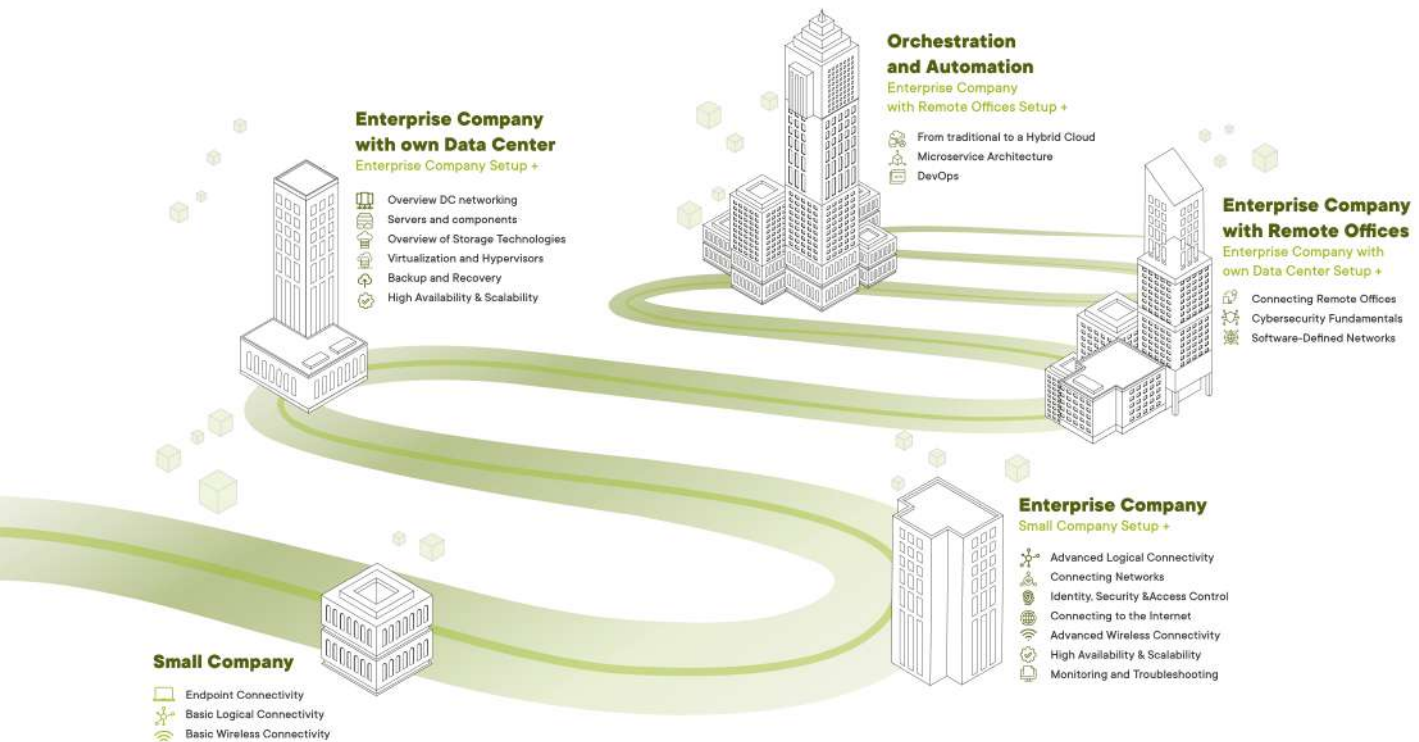 Orchestration
and Automation
Enterprise Company
with Remote Offices Setup +
From traditional to a Hybrid Cloud
Microservice Architecture
DevOps
Enterprise Company
with own Data Center
Enterprise Company Setup +
Overview DC networking
Servers and components
Overview of Storage Technologies
Virtualization and Hypervisors
Backup and Recovery
High Availability & Scalability
Enterprise Company
with Remote Offices
Enterprise Company with
own Data Center Setup +
Connecting Remote Offices
Cybersecurity Fundamentals
Software-Defined Networks
Enterprise Company
Small Company Setup +
Advanced Logical Connectivity
Connecting Networks
Identity, Security &Access Control
Connecting to the Internet
Advanced Wireless Connectivity
High Availability & Scalability
Monitoring and Troubleshooting
Small Company
Endpoint Connectivity
Basic Logical Connectivity
Basic Wireless Connectivity